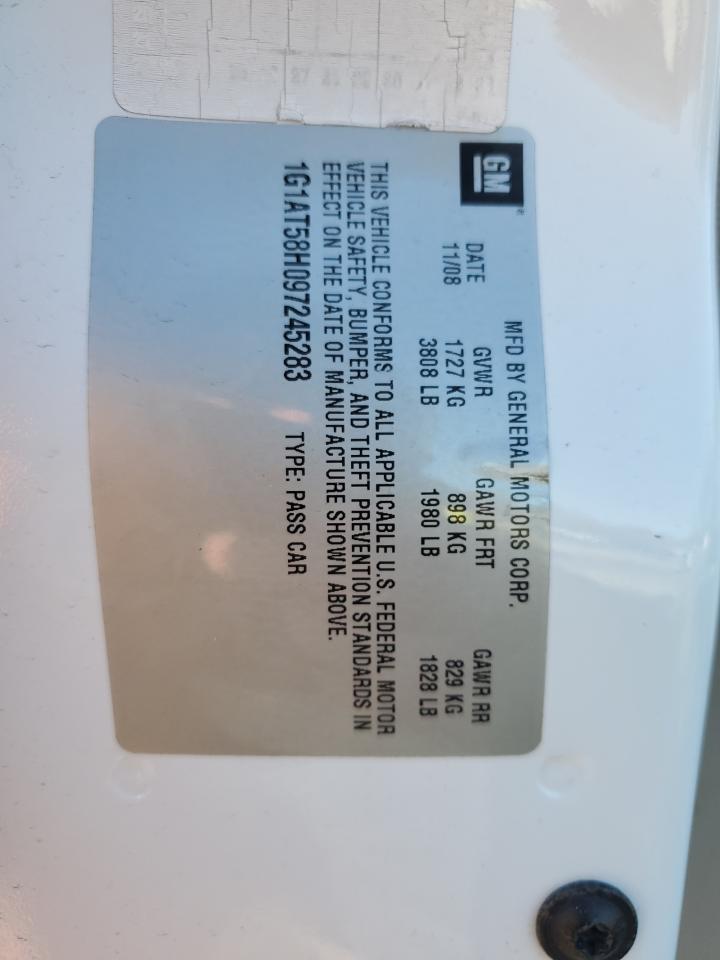 GM
®
MFD BY GENERAL MOTORS CORP.
DATE GVWR GAWR FRT GAWR RR
11/08 1727 KG 898 KG 829 KG
3808 LB 1980 LB 1828 LB
THIS VEHICLE CONFORMS TO ALL APPLICABLE U.S. FEDERAL MOTOR
VEHICLE SAFETY, BUMPER, AND THEFT PREVENTION STANDARDS IN
EFFECT ON THE DATE OF MANUFACTURE SHOWN ABOVE.
1G1AT58H097245283 TYPE: PASS CAR